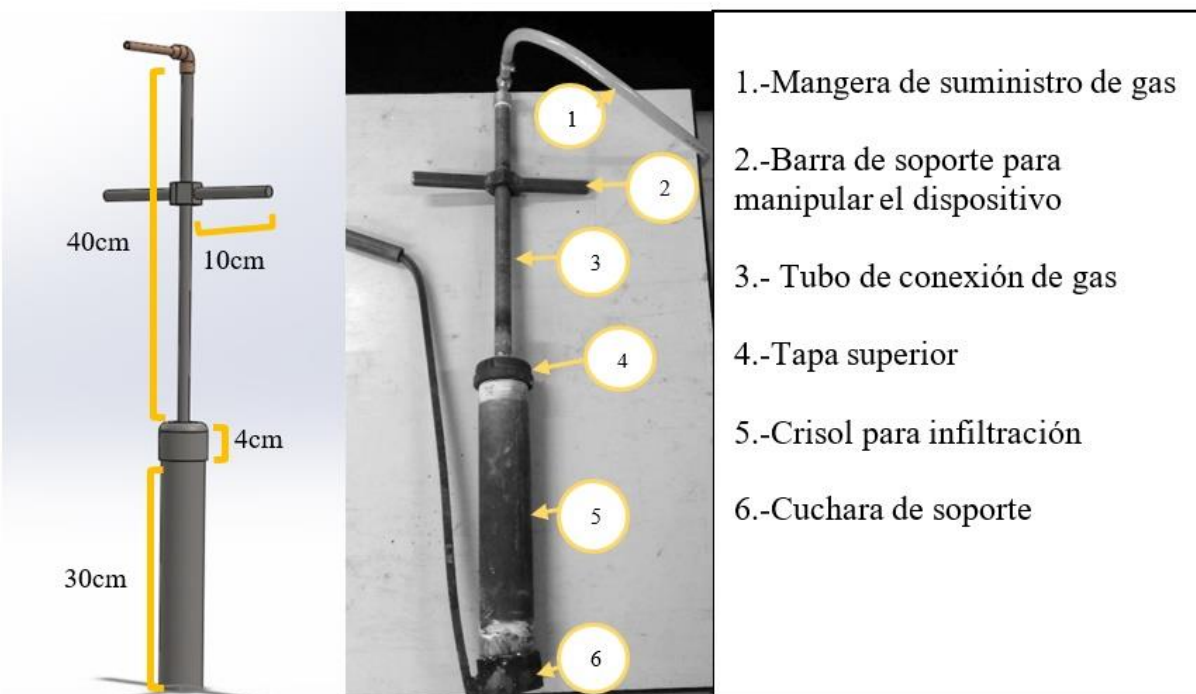 40cm
10cm
4cm
30cm
1
2
3
4
5
6
1.-Mangera de suministro de gas
2.-Barra de soporte para
manipular el dispositivo
3.- Tubo de conexión de gas
4.-Tapa superior
5.-Crisol para infiltración
6.-Cuchara de soporte